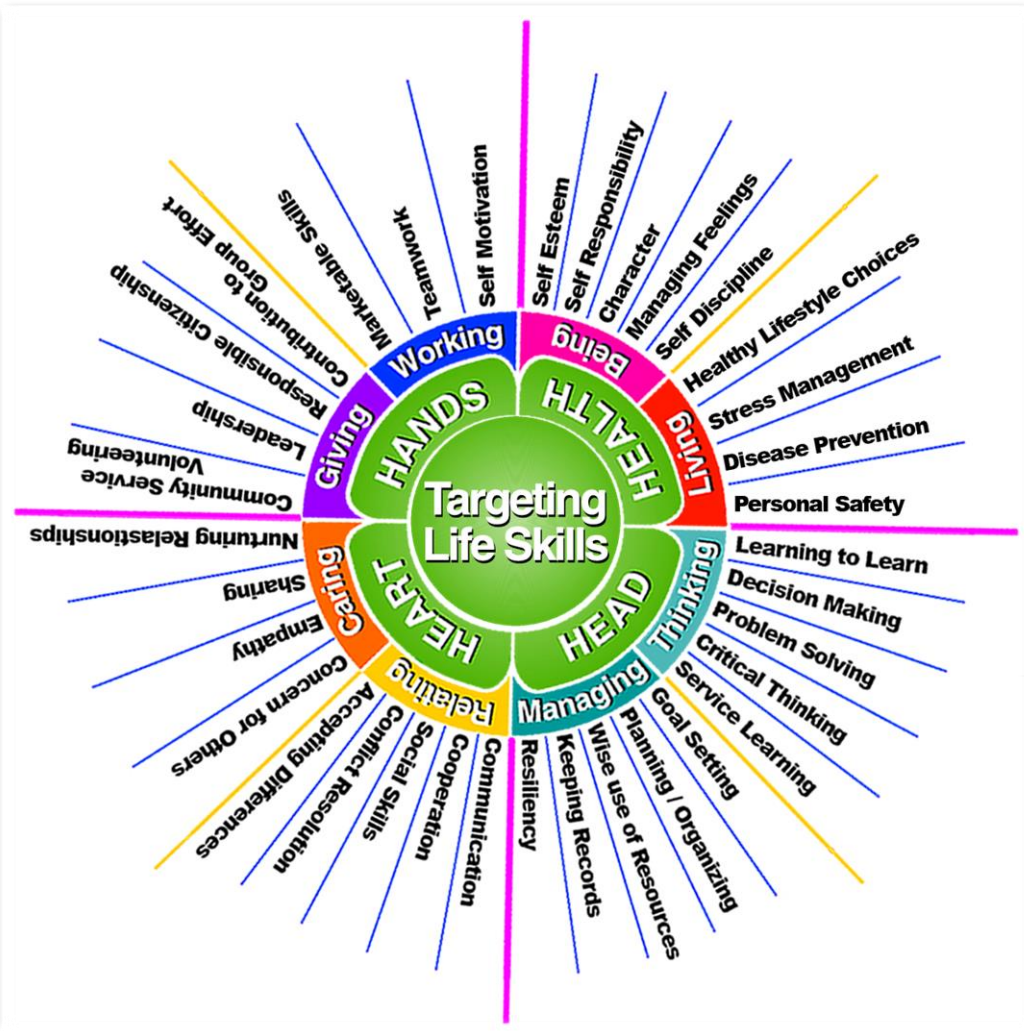 Targeting
Life Skills
HEALTH
Being
Self Esteem
Self Responsibility
Character
Managing Feelings
Self Discipline
Living
Healthy Lifestyle Choices
Stress Management
Disease Prevention
Personal Safety
HEAD
Thinking
Learning to Learn
Decision Making
Problem Solving
Critical Thinking
Service Learning
Managing
Goal Setting
Planning / Organizing
Wise use of Resources
Keeping Records
Resiliency
HEART
Relating
Communication
Cooperation
Social Skills
Conflict Resolution
Accepting Differences
Caring
Concern for Others
Empathy
Sharing
Nurturing Relastionships
HANDS
Giving
Community Service
Volunteering
Leadership
Responsible Citizenship
Contribution to
Group Effort
Working
Marketable Skills
Teamwork
Self Motivation